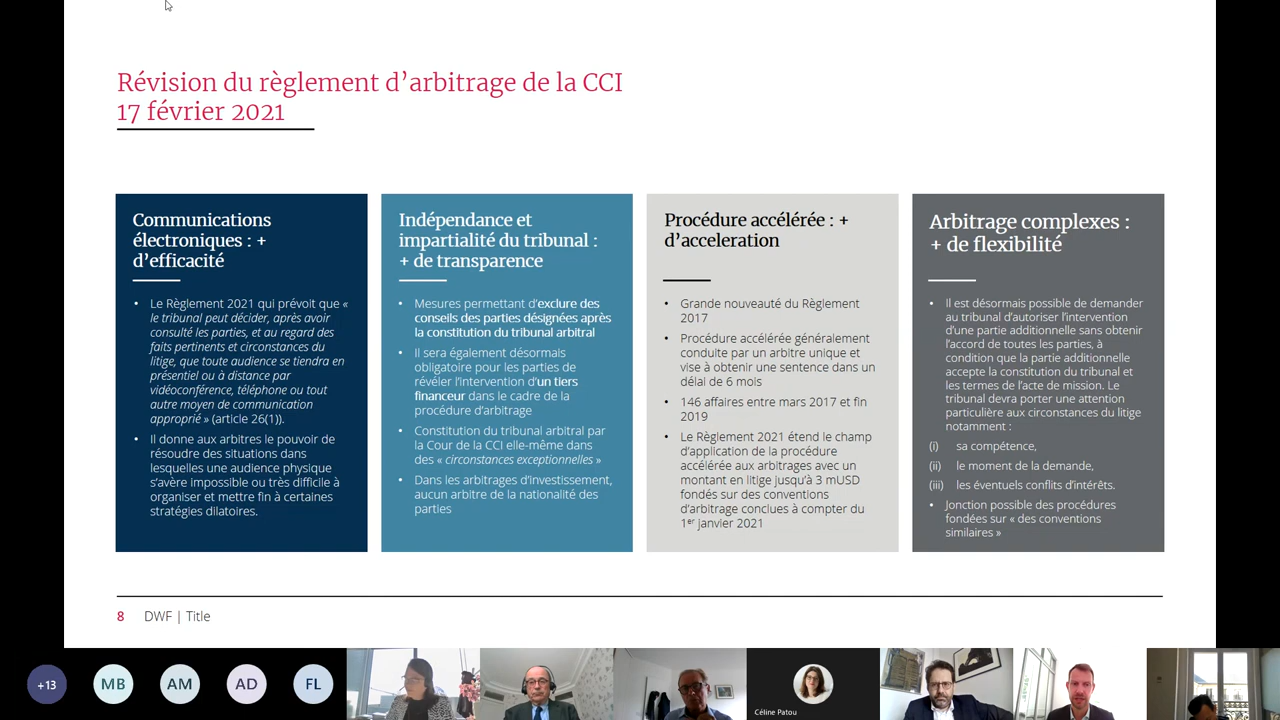 Révision du règlement d’arbitrage de la CCI
17 février 2021
Communications
électroniques : +
d’efficacité
• Le Règlement 2021 qui prévoit que «
le tribunal peut décider, après avoir
consulté les parties, et au regard des
faits pertinents et circonstances du
litige, que toute audience se tiendra en
présentiel ou à distance par
vidéoconférence, téléphone ou tout
autre moyen de communication
approprié » (article 26(1)).
• Il donne aux arbitres le pouvoir de
résoudre des situations dans
lesquelles une audience physique
s’avère impossible ou très difficile à
organiser et mettre fin à certaines
stratégies dilatoires.
Indépendance et
impartialité du tribunal :
+ de transparence
• Mesures permettant d’exclure des
conseils des parties désignées après
la constitution du tribunal arbitral
• Il sera également désormais
obligatoire pour les parties de
révéler l’intervention d’un tiers
financeur dans le cadre de la
procédure d’arbitrage
• Constitution du tribunal arbitral par
la Cour de la CCI elle-même dans
des « circonstances exceptionnelles »
• Dans les arbitrages d’investissement,
aucun arbitre de la nationalité des
parties
Procédure accélérée : +
d’acceleration
• Grande nouveauté du Règlement
2017
• Procédure accélérée généralement
conduite par un arbitre unique et
vise à obtenir une sentence dans un
délai de 6 mois
• 146 affaires entre mars 2017 et fin
2019
• Le Règlement 2021 étend le champ
d’application de la procédure
accélérée aux arbitrages avec un
montant en litige jusqu’à 3 mUSD
fondés sur des conventions
d’arbitrage conclues à compter du
1er janvier 2021
Arbitrage complexes :
+ de flexibilité
• Il est désormais possible de demander
au tribunal d’autoriser l’intervention
d’une partie additionnelle sans obtenir
l’accord de toutes les parties, à
condition que la partie additionnelle
accepte la constitution du tribunal et
les termes de l’acte de mission. Le
tribunal devra porter une attention
particulière aux circonstances du litige
notamment :
(i) sa compétence,
(ii) le moment de la demande,
(iii) les éventuels conflits d’intérêts.
• Jonction possible des procédures
fondées sur « des conventions
similaires »
8 DWF | Title
+13 MB AM AD FL
Céline Patou